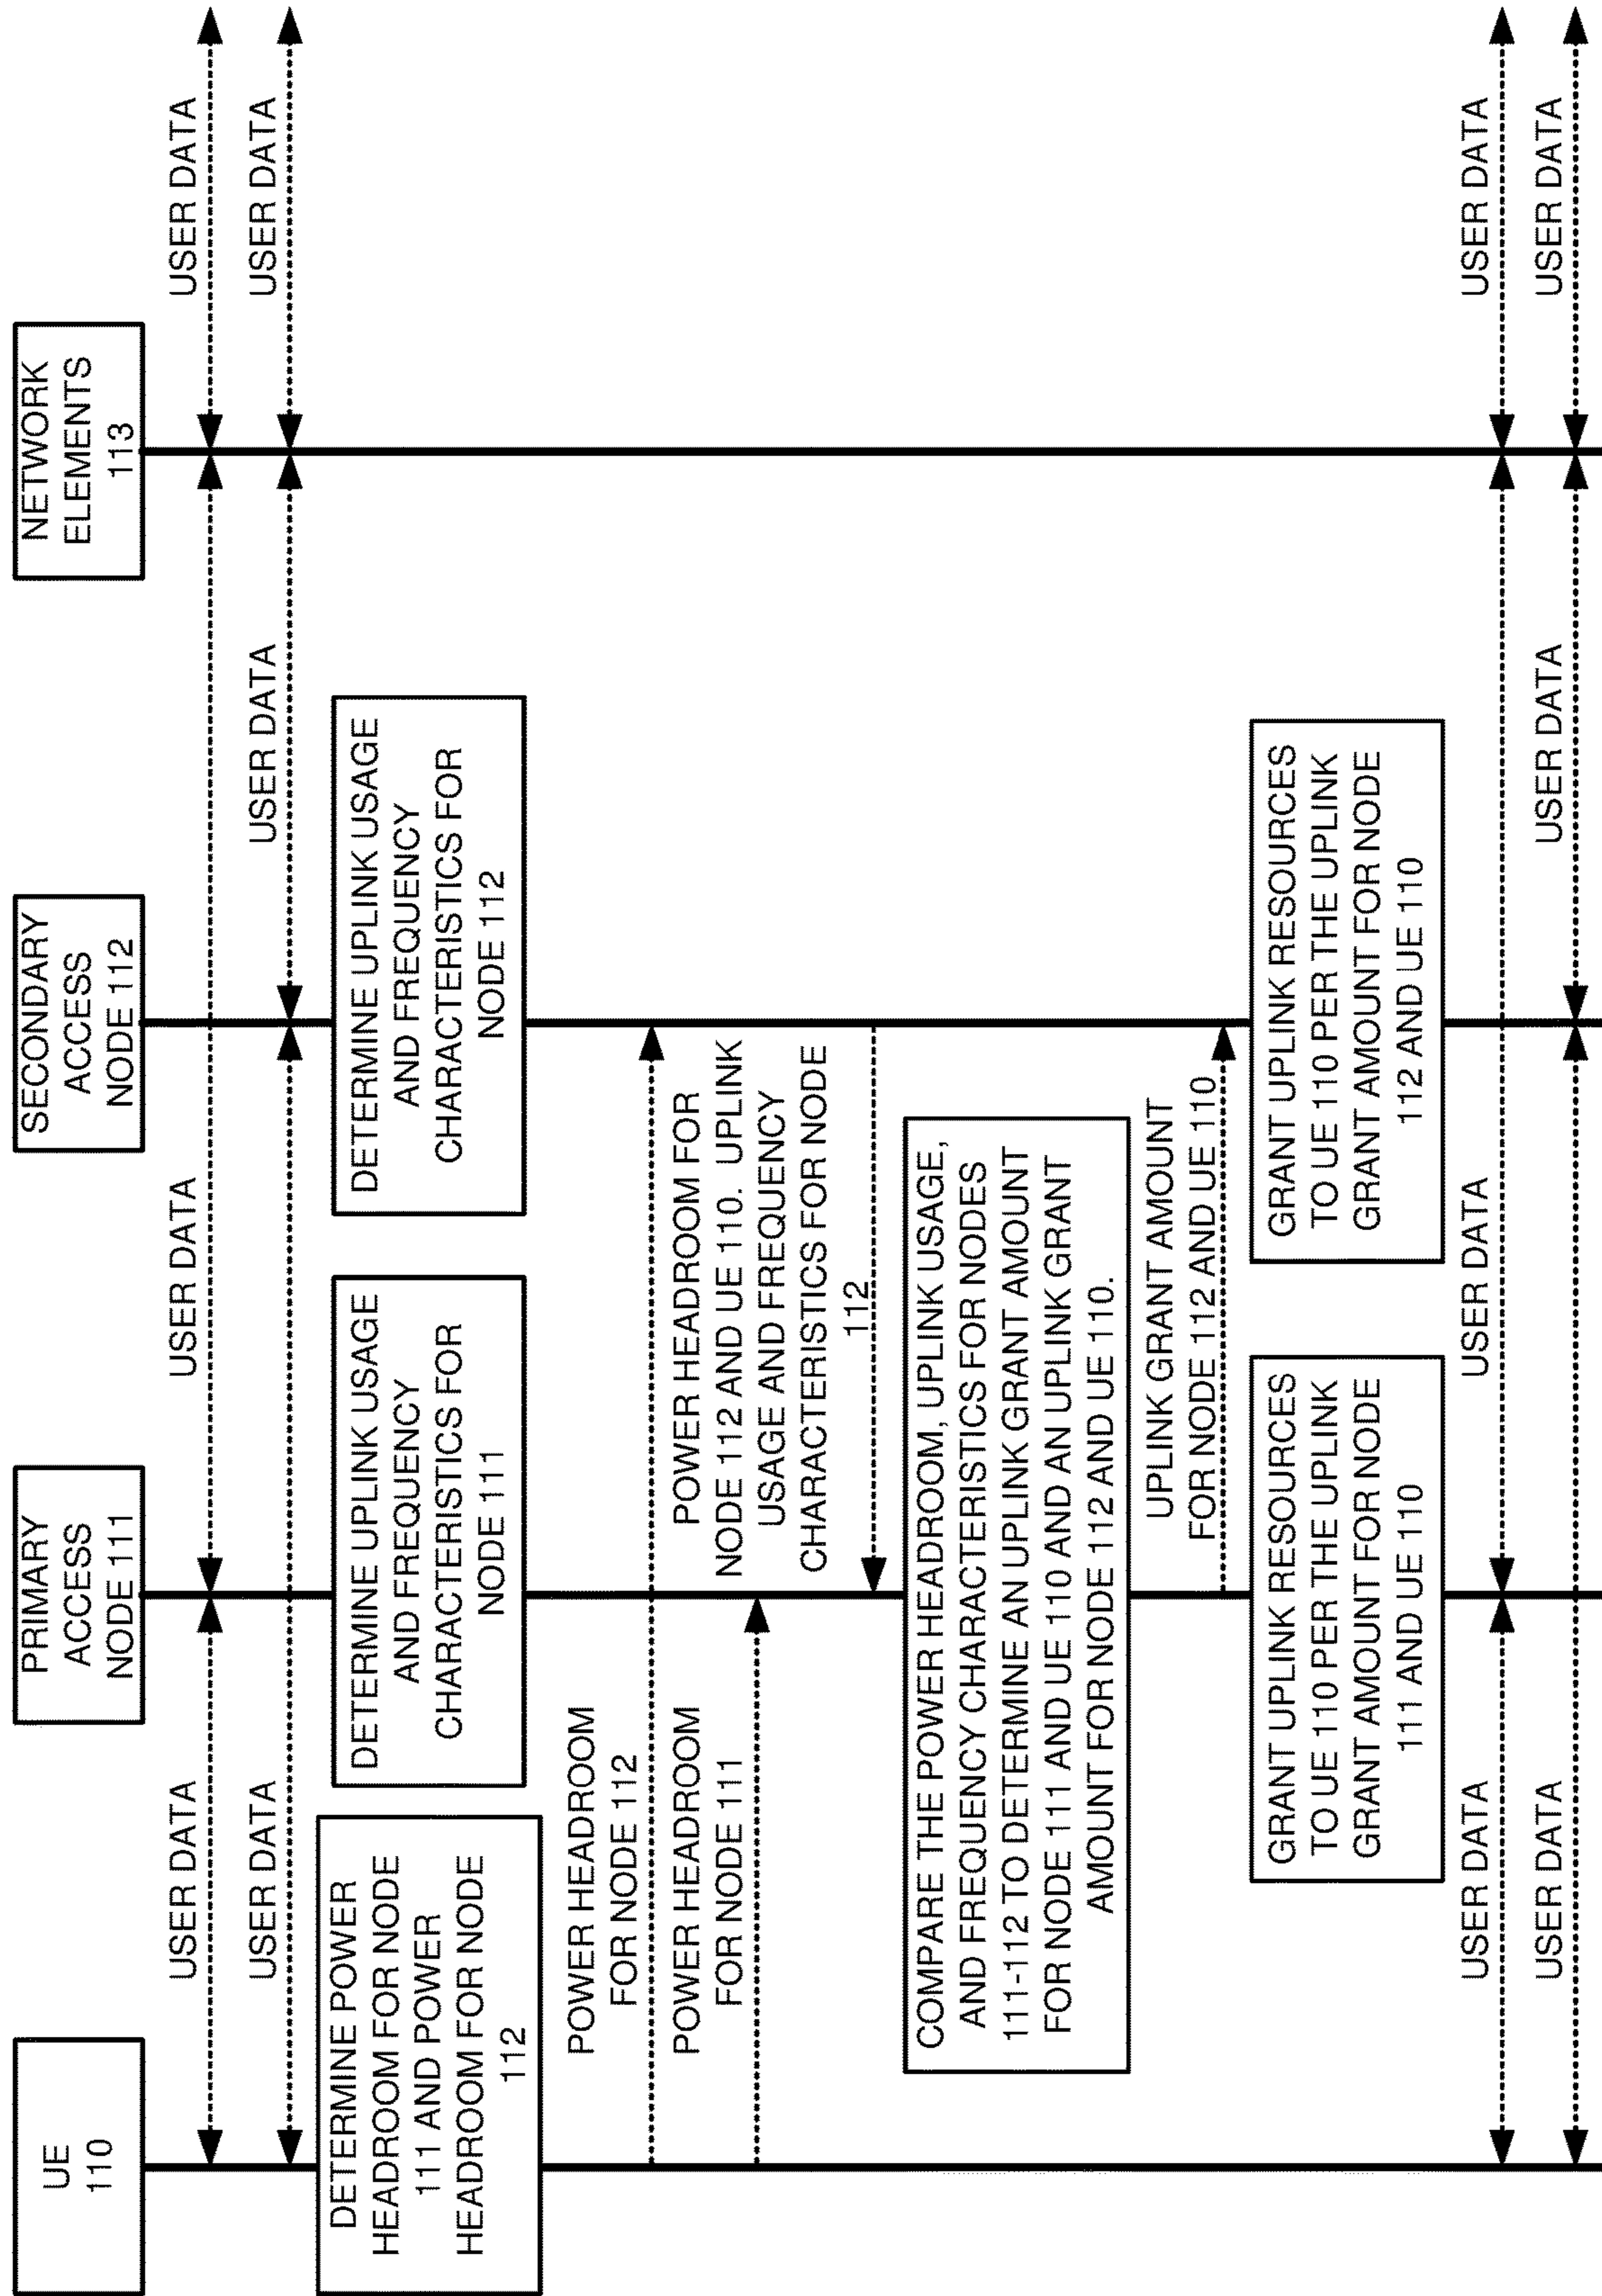 UE
110
PRIMARY
ACCESS
NODE 111
SECONDARY
ACCESS
NODE 112
NETWORK
ELEMENTS
113
USER DATA
USER DATA
USER DATA
USER DATA
USER DATA
USER DATA
DETERMINE POWER
HEADROOM FOR NODE
111 AND POWER
HEADROOM FOR NODE
112
DETERMINE UPLINK USAGE
AND FREQUENCY
CHARACTERISTICS FOR
NODE 111
DETERMINE UPLINK USAGE
AND FREQUENCY
CHARACTERISTICS FOR
NODE 112
POWER HEADROOM
FOR NODE 112
POWER HEADROOM
FOR NODE 111
POWER HEADROOM FOR
NODE 112 AND UE 110. UPLINK
USAGE AND FREQUENCY
CHARACTERISTICS FOR NODE
112
COMPARE THE POWER HEADROOM, UPLINK USAGE,
AND FREQUENCY CHARACTERISTICS FOR NODES
111-112 TO DETERMINE AN UPLINK GRANT AMOUNT
FOR NODE 111 AND UE 110 AND AN UPLINK GRANT
AMOUNT FOR NODE 112 AND UE 110.
UPLINK GRANT AMOUNT
FOR NODE 112 AND UE 110
GRANT UPLINK RESOURCES
TO UE 110 PER THE UPLINK
GRANT AMOUNT FOR NODE
111 AND UE 110
GRANT UPLINK RESOURCES
TO UE 110 PER THE UPLINK
GRANT AMOUNT FOR NODE
112 AND UE 110
USER DATA
USER DATA
USER DATA
USER DATA
USER DATA
USER DATA